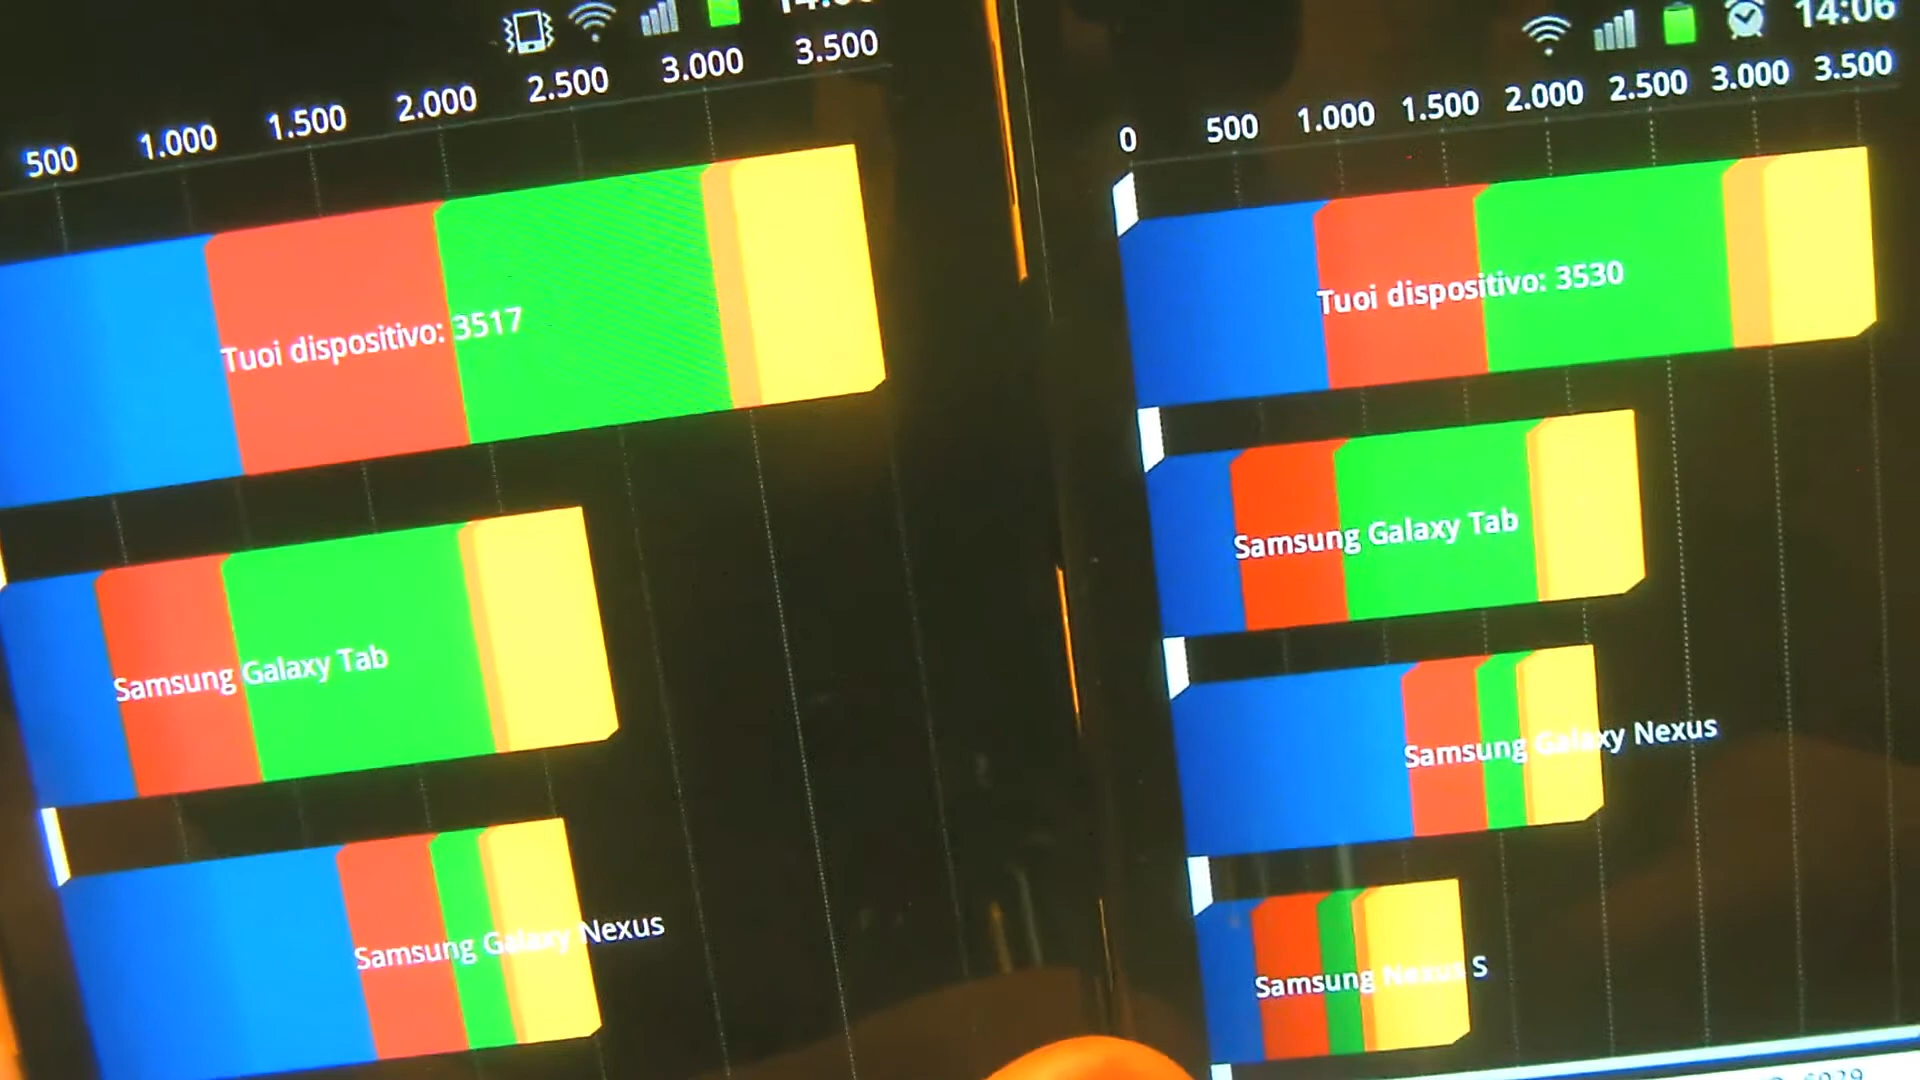 500 1.000 1.500 2.000 2.500 3.000 3.500
Tuoi dispositivo: 3517
Samsung Galaxy Tab
Samsung Galaxy Nexus
14:06
0 500 1.000 1.500 2.000 2.500 3.000 3.500
Tuoi dispositivo: 3530
Samsung Galaxy Tab
Samsung Galaxy Nexus
Samsung Nexus S